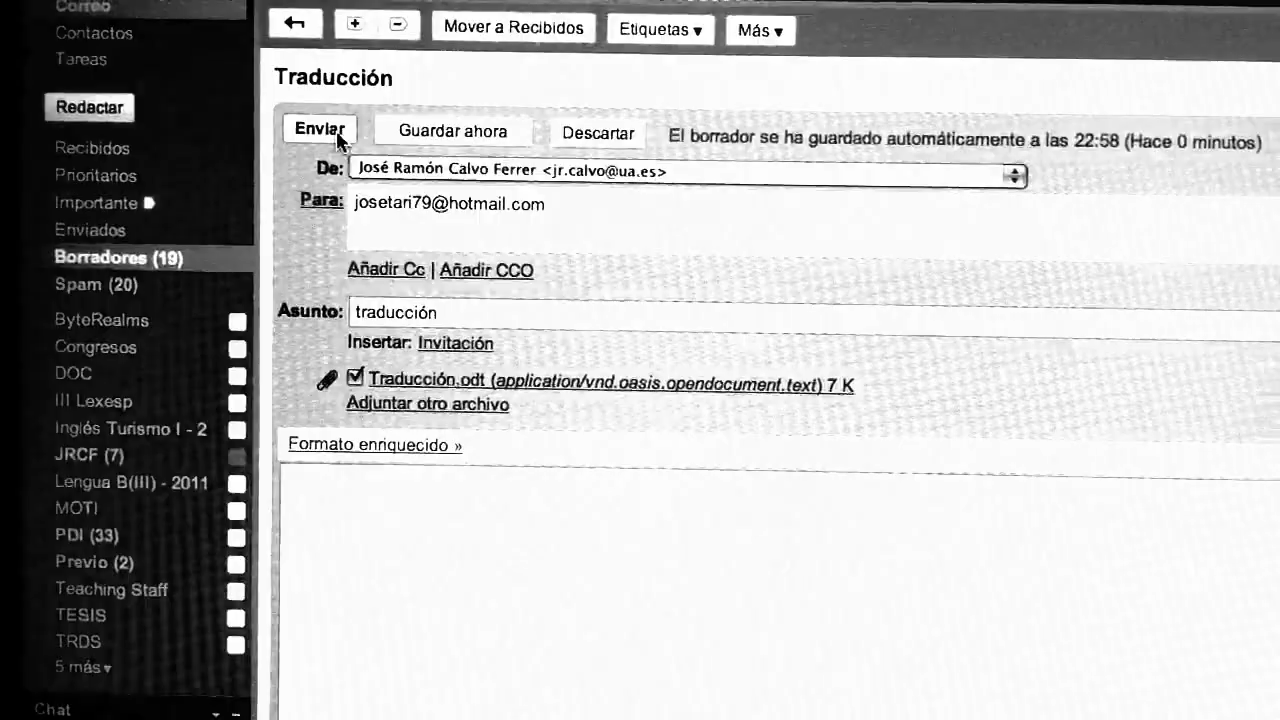 Correo
Contactos
Tareas
Redactar
Recibidos
Prioritarios
Importante
Enviados
Borradores (19)
Spam (20)
ByteRealms
Congresos
DOC
III Lexesp
Inglés Turismo I - 2
JRCF (7)
Lengua B(III) - 2011
MOTI
PDI (33)
Previo (2)
Teaching Staff
TESIS
TRDS
5 más
Chat
Mover a Recibidos
Etiquetas
Más
Traducción
Enviar
Guardar ahora
Descartar
El borrador se ha guardado automáticamente a las 22:58 (Hace 0 minutos)
De: José Ramón Calvo Ferrer <jr.calvo@ua.es>
Para: josetari79@hotmail.com
Añadir Cc | Añadir CCO
Asunto: traducción
Insertar: Invitación
Traducción.odt (application/vnd.oasis.opendocument.text) 7 K
Adjuntar otro archivo
Formato enriquecido »